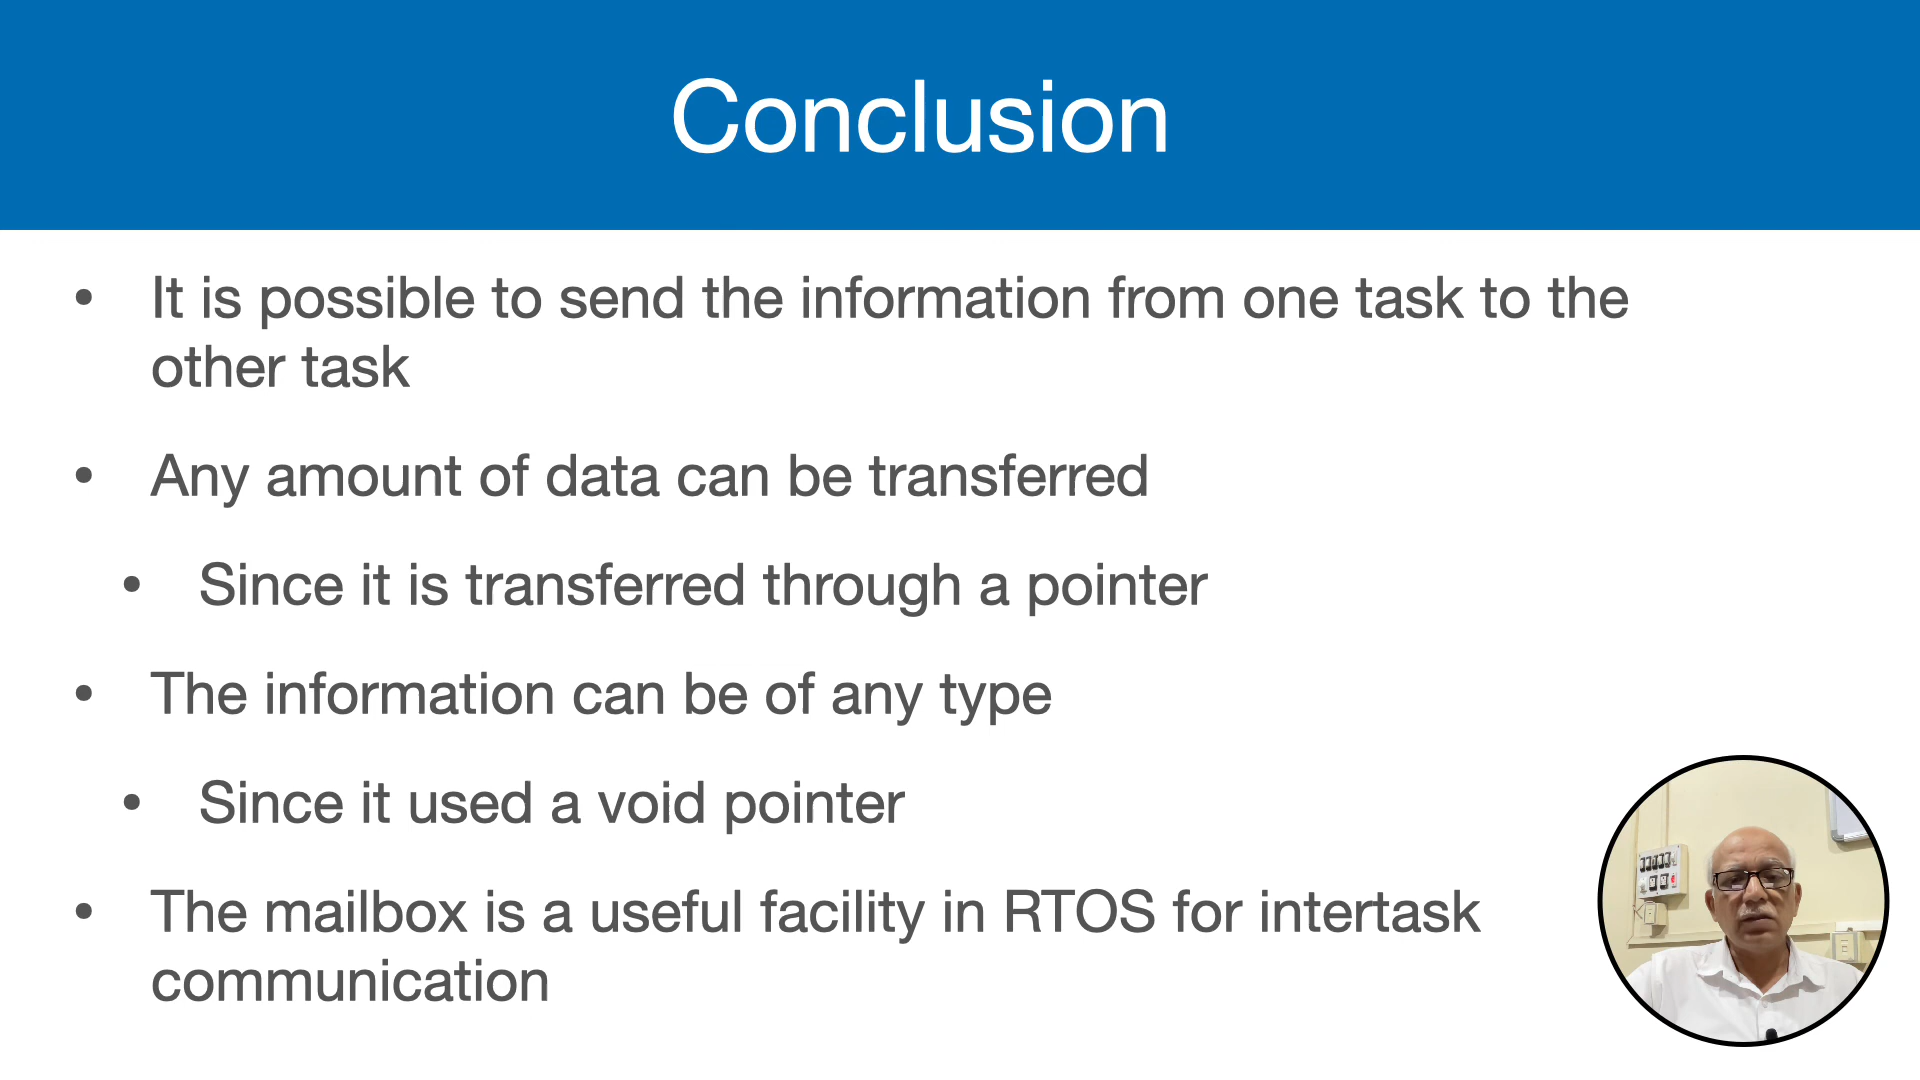 Conclusion
• It is possible to send the information from one task to the
other task
• Any amount of data can be transferred
• Since it is transferred through a pointer
• The information can be of any type
• Since it used a void pointer
• The mailbox is a useful facility in RTOS for intertask
communication